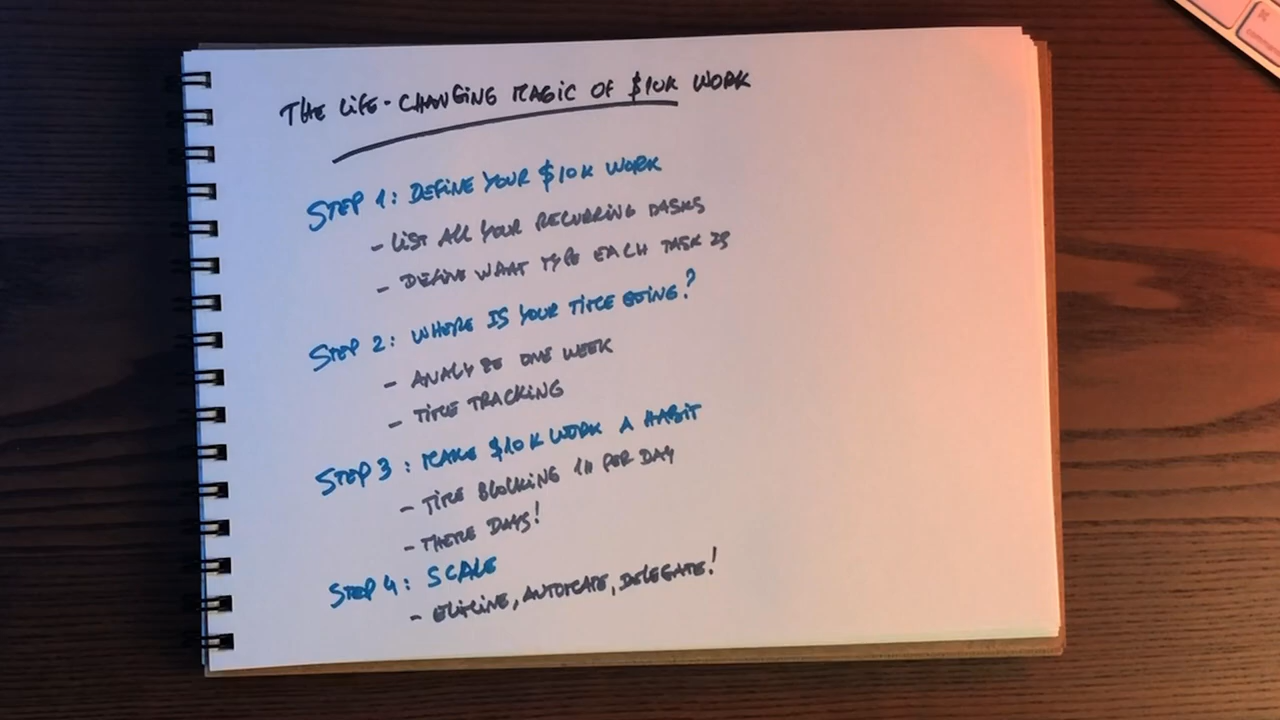 THE LIFE-CHANGING MAGIC OF $10K WORK
STEP 1: DEFINE YOUR $10K WORK
- LIST ALL YOUR RECURRING TASKS
- DEFINE WHAT TYPE EACH TASK IS
STEP 2: WHERE IS YOUR TIME GOING?
- ANALYZE ONE WEEK
- TIME TRACKING
STEP 3: MAKE $10K WORK A HABIT
- TIME BLOCKING 1H PER DAY
- THEME DAYS!
STEP 4: SCALE
- ELIMINE, AUTOMATE, DELEGATE!
⌘